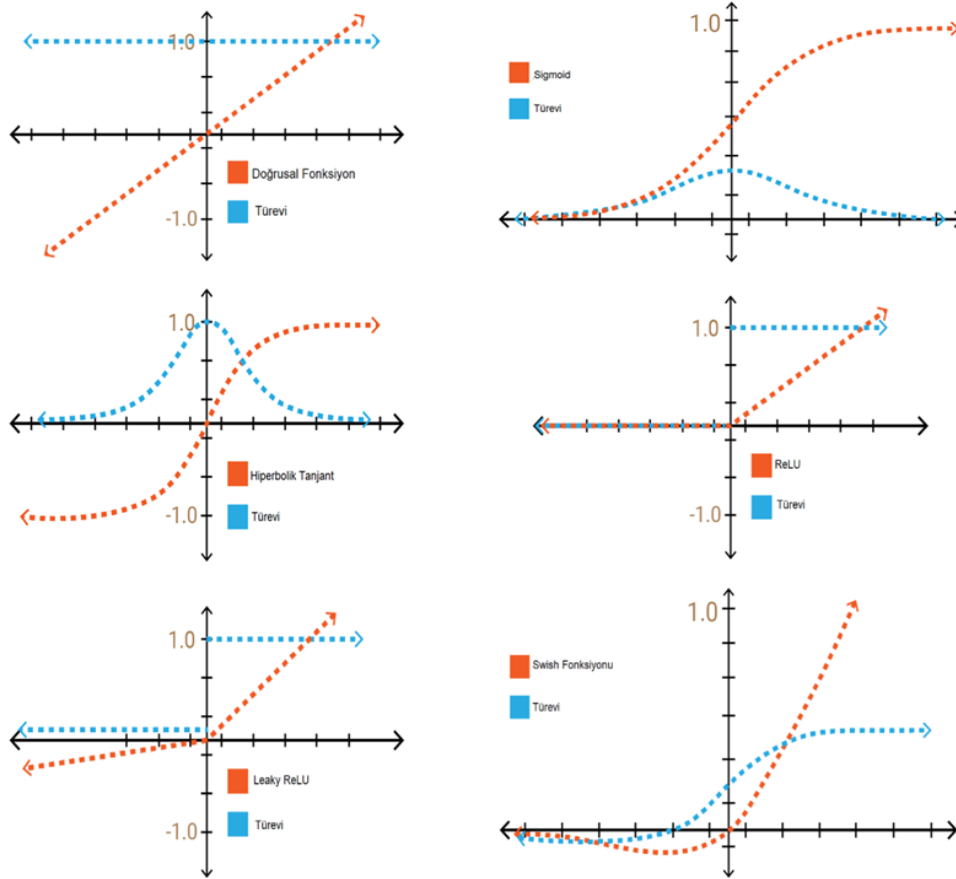 1.0
Doğrusal Fonksiyon
Türevi
-1.0
1.0
Sigmoid
Türevi
1.0
Hiperbolik Tanjant
Türevi
-1.0
1.0
ReLU
Türevi
-1.0
1.0
Leaky ReLU
Türevi
-1.0
1.0
Swish Fonksiyonu
Türevi